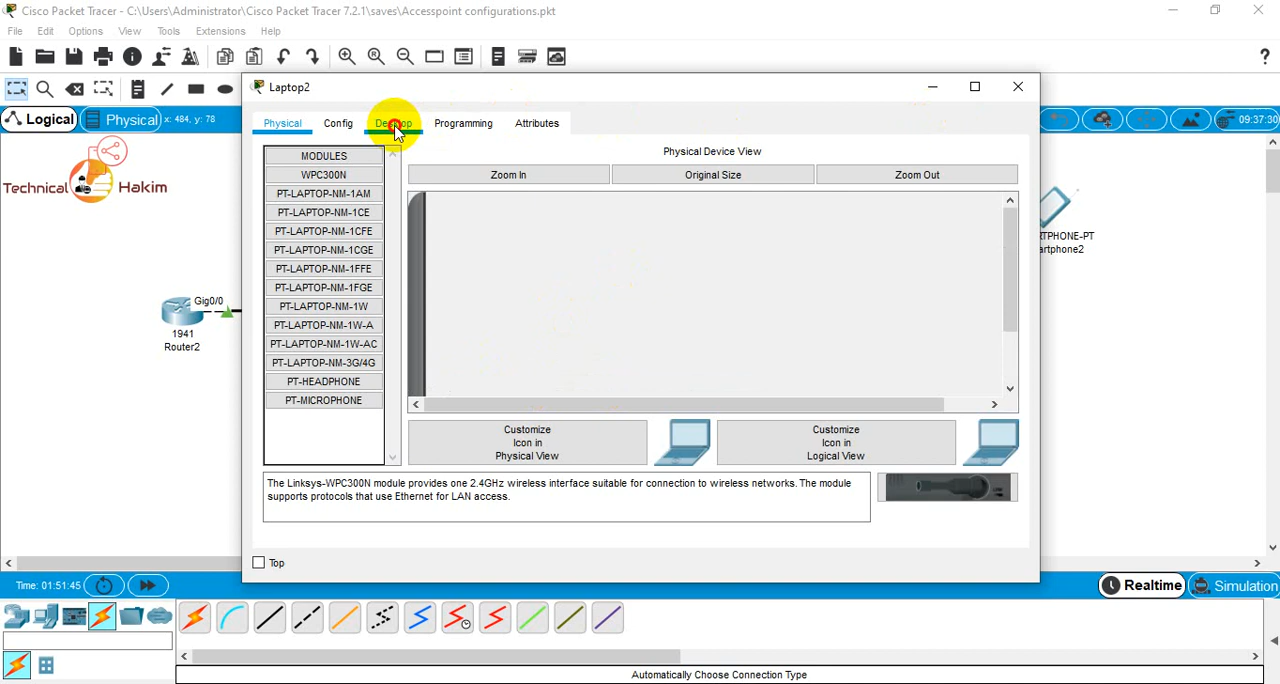 Cisco Packet Tracer - C:\Users\Administrator\Cisco Packet Tracer 7.2.1\saves\Accesspoint configurations.pkt
File Edit Options View Tools Extensions Help
?
Laptop2
Logical
Physical x: 484, y: 78
09:37:30
Physical Config Desktop Programming Attributes
Technical Hakim
MODULES
WPC300N
PT-LAPTOP-NM-1AM
PT-LAPTOP-NM-1CE
PT-LAPTOP-NM-1CFE
PT-LAPTOP-NM-1CGE
PT-LAPTOP-NM-1FFE
PT-LAPTOP-NM-1FGE
PT-LAPTOP-NM-1W
PT-LAPTOP-NM-1W-A
PT-LAPTOP-NM-1W-AC
PT-LAPTOP-NM-3G/4G
PT-HEADPHONE
PT-MICROPHONE
Physical Device View
Zoom In Original Size Zoom Out
Customize
Icon in
Physical View
Customize
Icon in
Logical View
The Linksys-WPC300N module provides one 2.4GHz wireless interface suitable for connection to wireless networks. The module
supports protocols that use Ethernet for LAN access.
Top
Gig0/0
1941
Router2
RTPHONE-PT
artphone2
Time: 01:51:45
Realtime
Simulation
Automatically Choose Connection Type